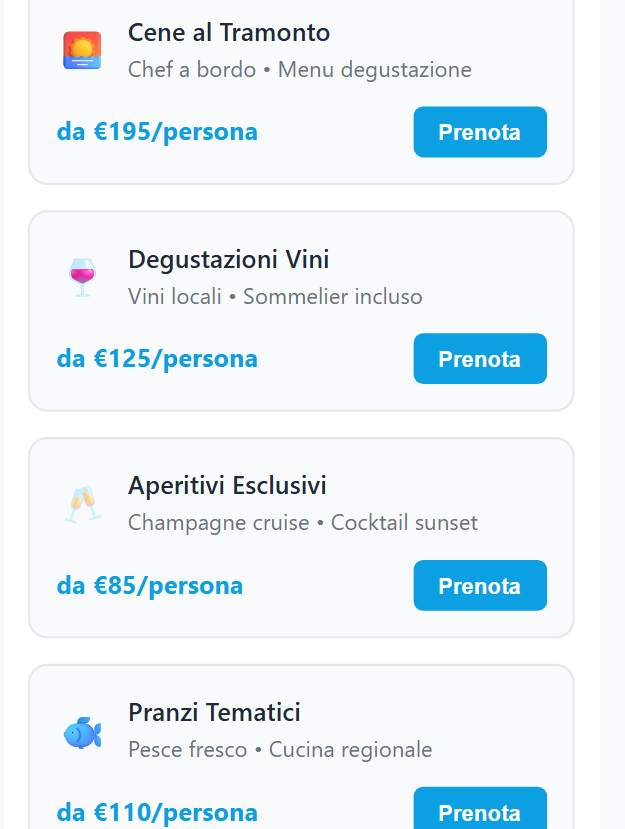 Cene al Tramonto
Chef a bordo • Menu degustazione
da €195/persona
Prenota
Degustazioni Vini
Vini locali • Sommelier incluso
da €125/persona
Prenota
Aperitivi Esclusivi
Champagne cruise • Cocktail sunset
da €85/persona
Prenota
Pranzi Tematici
Pesce fresco • Cucina regionale
da €110/persona
Prenota